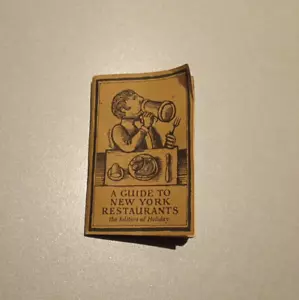 A GUIDE TO
NEW YORK
RESTAURANTS
the Editors of Holiday